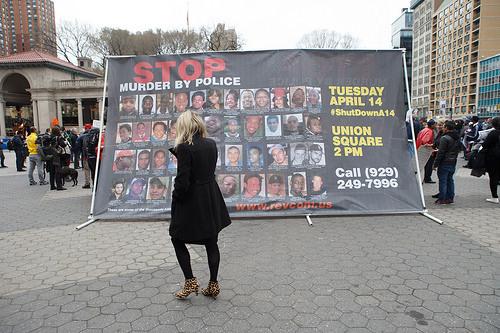 STOP
MURDER BY POLICE
TUESDAY
APRIL 14
#ShutDownA14
UNION
SQUARE
2 PM
Call (929)
249-7996
www.revcom.us